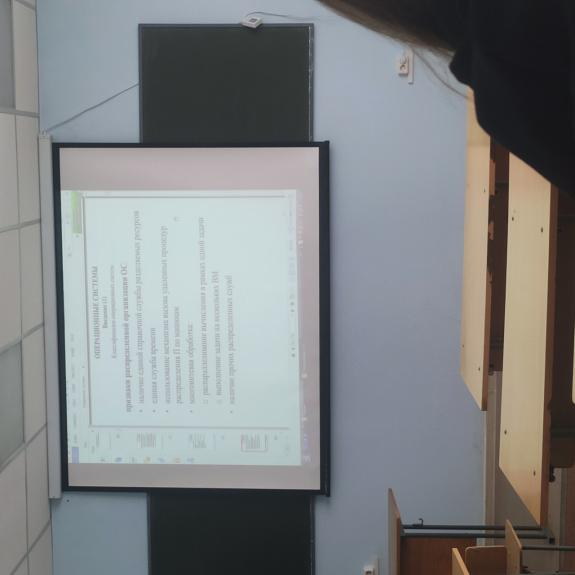 ОПЕРАЦИОННЫЕ СИСТЕМЫ
Введение (1)
Классификация операционных систем
признаки распределенной организации ОС
• наличие единой справочной службы разделяемых ресурсов
• единая служба времени
• использование механизма вызова удаленных процедур
распределения П по машинам
• многонитевая обработка:
распараллеливание вычисления в рамках одной задачи
выполнение задачи на нескольких ВМ
• наличие прочих распределенных служб